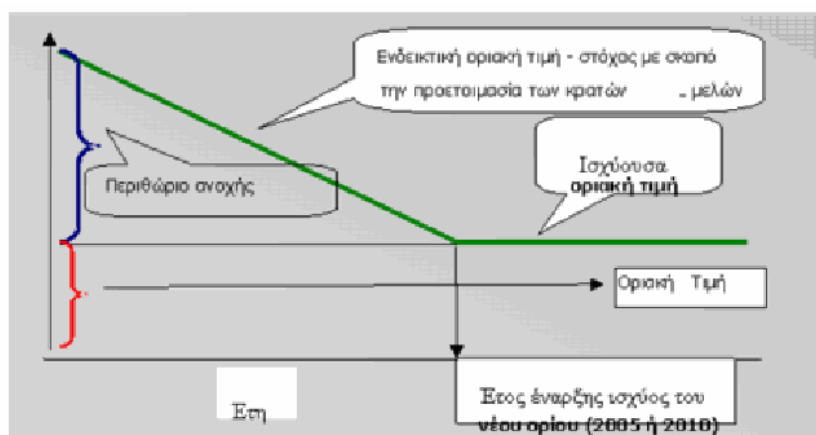 Ενδεικτική οριακή τιμή - στόχος με σκοπό
την προετοιμασία των κρατών - μελών
Ισχύουσα
οριακή τιμή
Περιθώριο ανοχής
Οριακή Τιμή
Έτη
Έτος έναρξης ισχύος του
νέου ορίου (2005 ή 2010)